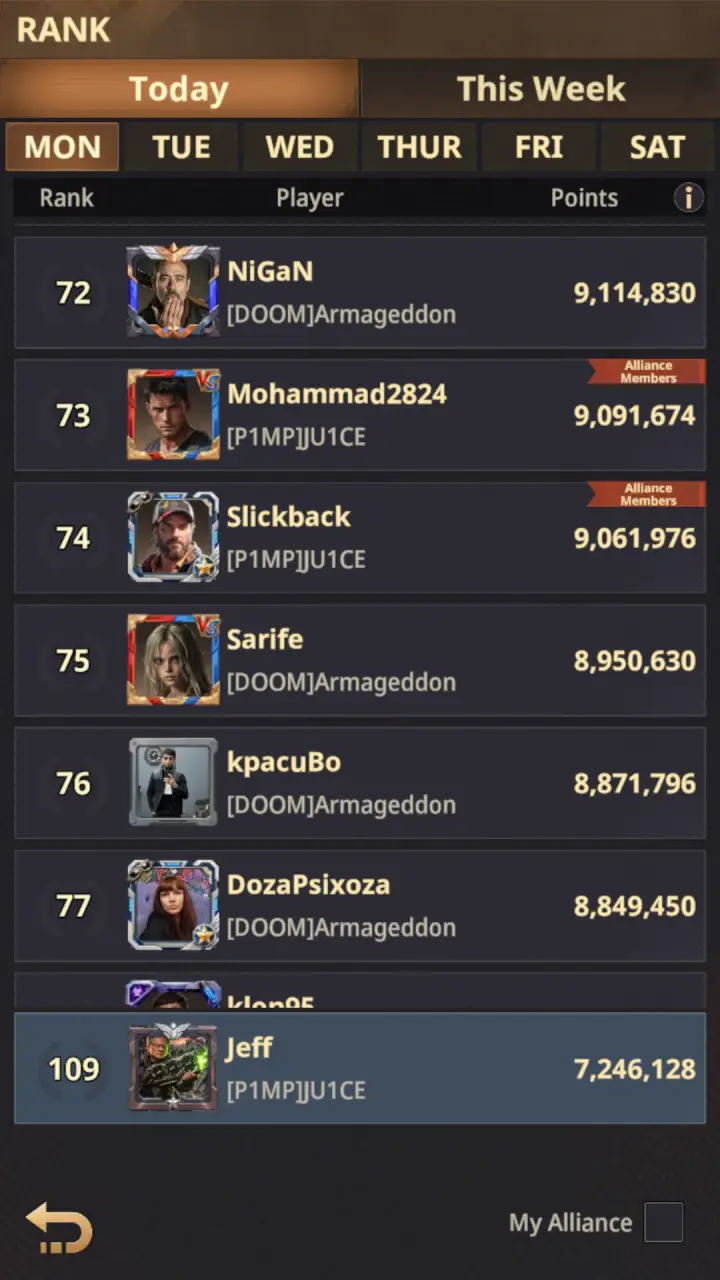 RANK
Today This Week
MON TUE WED THUR FRI SAT
Rank Player Points i
72 NiGaN 9,114,830
[DOOM]Armageddon
Alliance Members
73 Mohammad2824 9,091,674
[P1MP]JU1CE
Alliance Members
74 Slickback 9,061,976
[P1MP]JU1CE
75 Sarife 8,950,630
[DOOM]Armageddon
76 kpacuBo 8,871,796
[DOOM]Armageddon
77 DozaPsixoza 8,849,450
[DOOM]Armageddon
109 Jeff 7,246,128
[P1MP]JU1CE
My Alliance